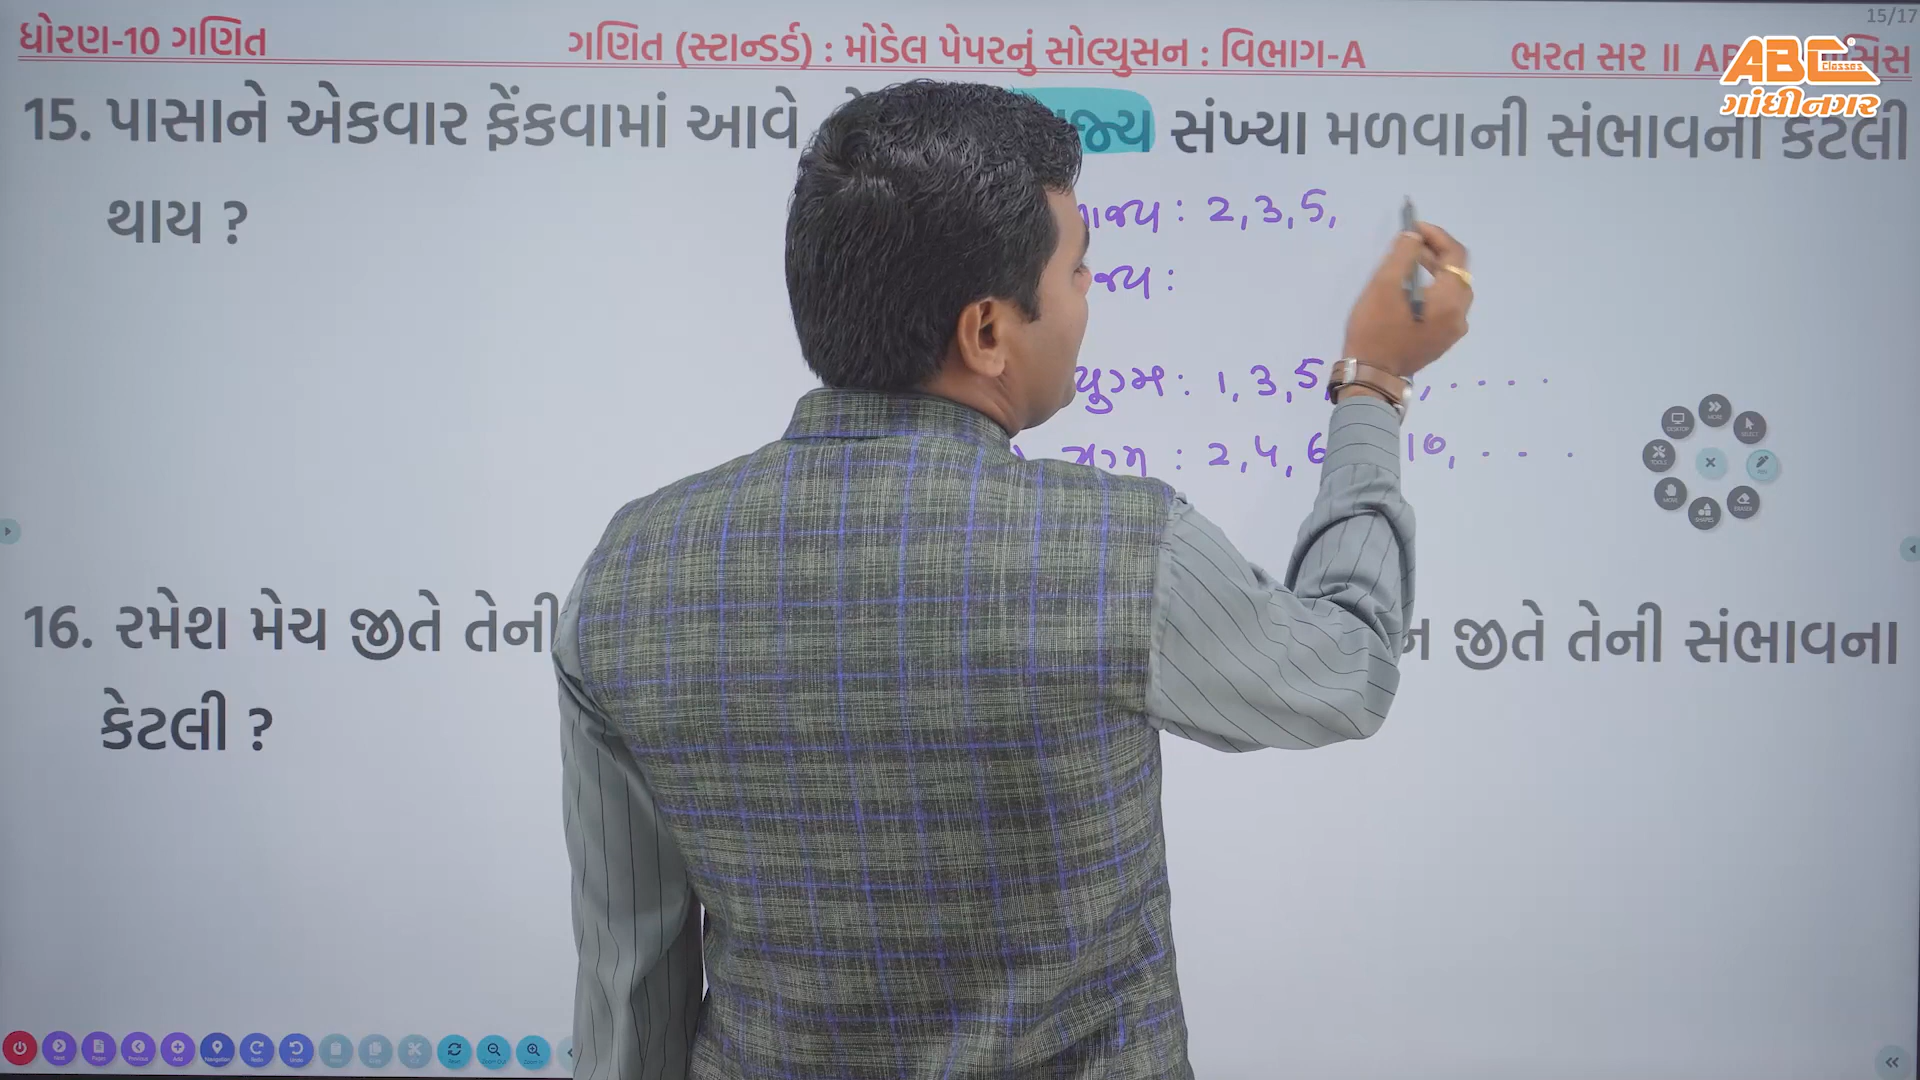 15/17
ધોરણ-10 ગણિત
ગણિત (સ્ટાન્ડર્ડ) : મોડેલ પેપરનું સોલ્યુસન : વિભાગ-A
ભરત સર ॥
ABC Classes
ગાંધીનગર
15. પાસાને એકવાર ફેંકવામાં આવે સંખ્યા મળવાની સંભાવના કેટલી
થાય ?
: 2, 3, 5,
:
: 1, 3, 5, , . . . .
: 2, 4, 6 10, . . . .
16. રમેશ મેચ જીતે તેની જીતે તેની સંભાવના
કેટલી ?